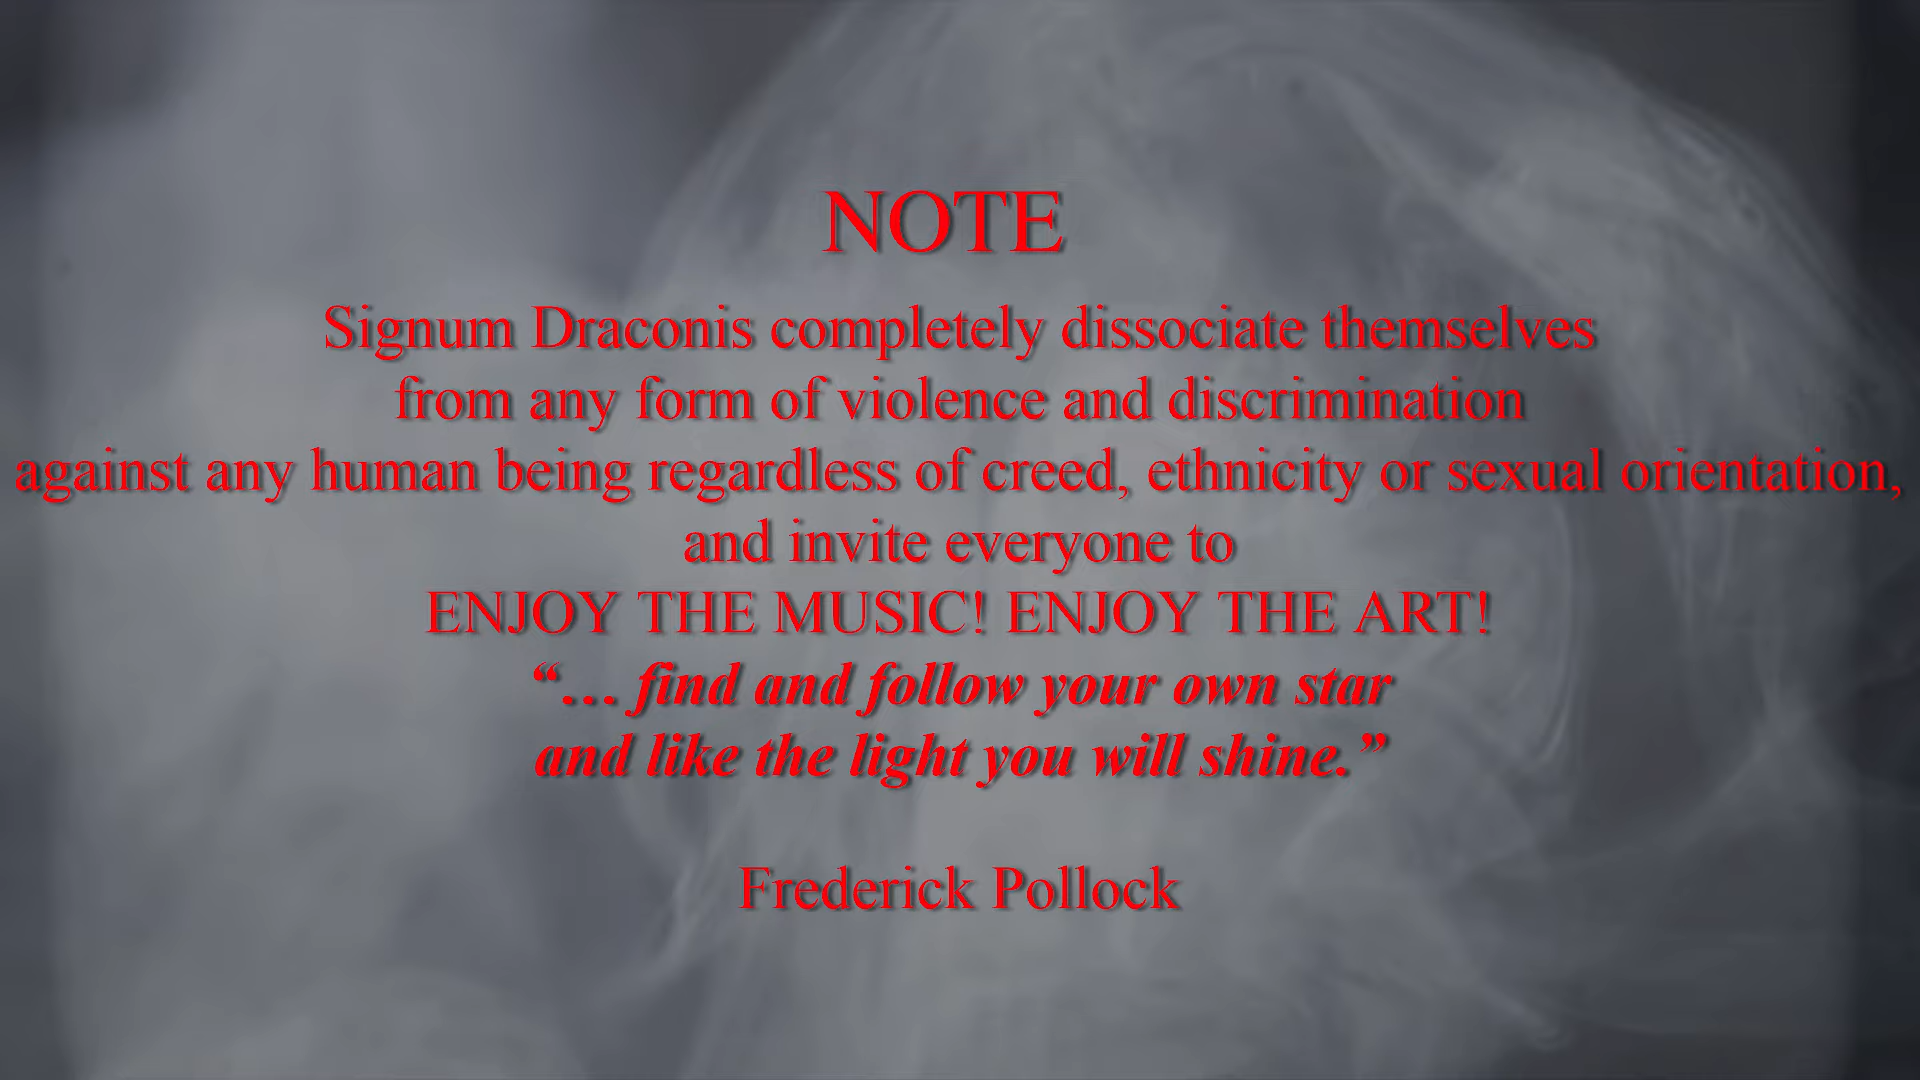 NOTE
Signum Draconis completely dissociate themselves
from any form of violence and discrimination
against any human being regardless of creed, ethnicity or sexual orientation,
and invite everyone to
ENJOY THE MUSIC! ENJOY THE ART!
“… find and follow your own star
and like the light you will shine.”
Frederick Pollock